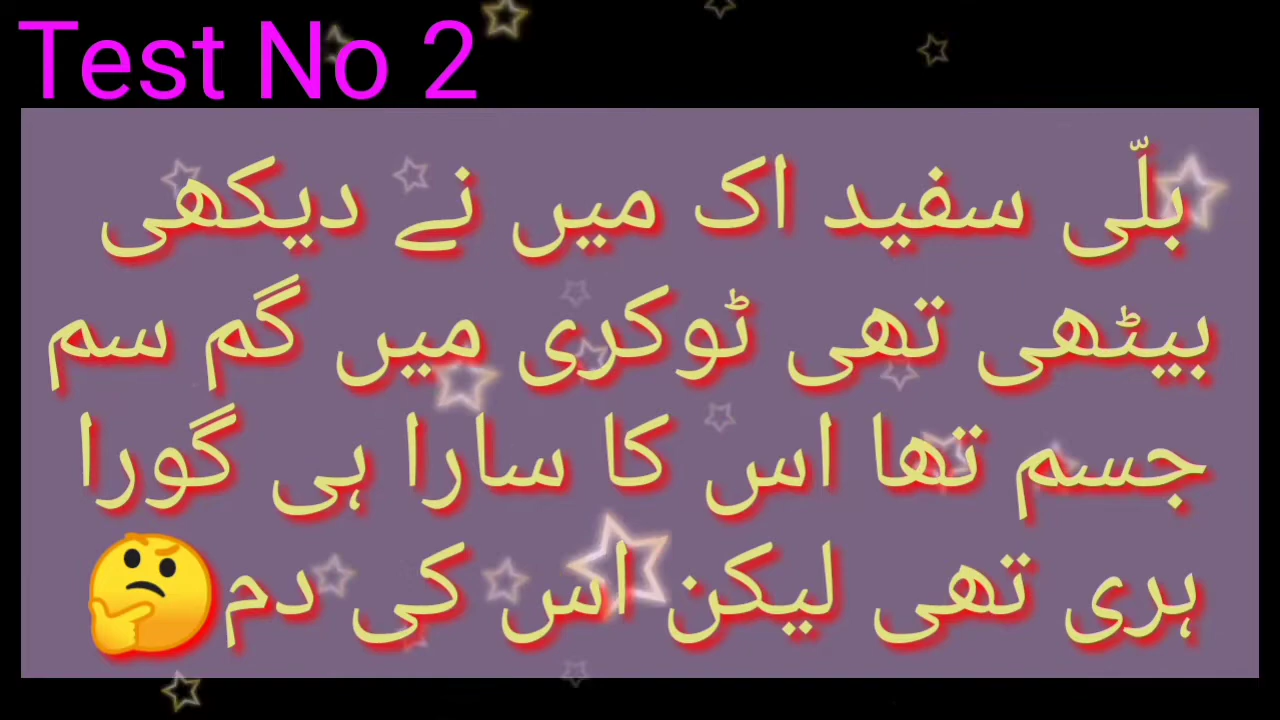 Test No 2
بلّی سفید اک میں نے دیکھی
بیٹھی تھی ٹوکری میں گم سم
جسم تھا اس کا سارا ہی گورا
ہری تھی لیکن اس کی دم🤔